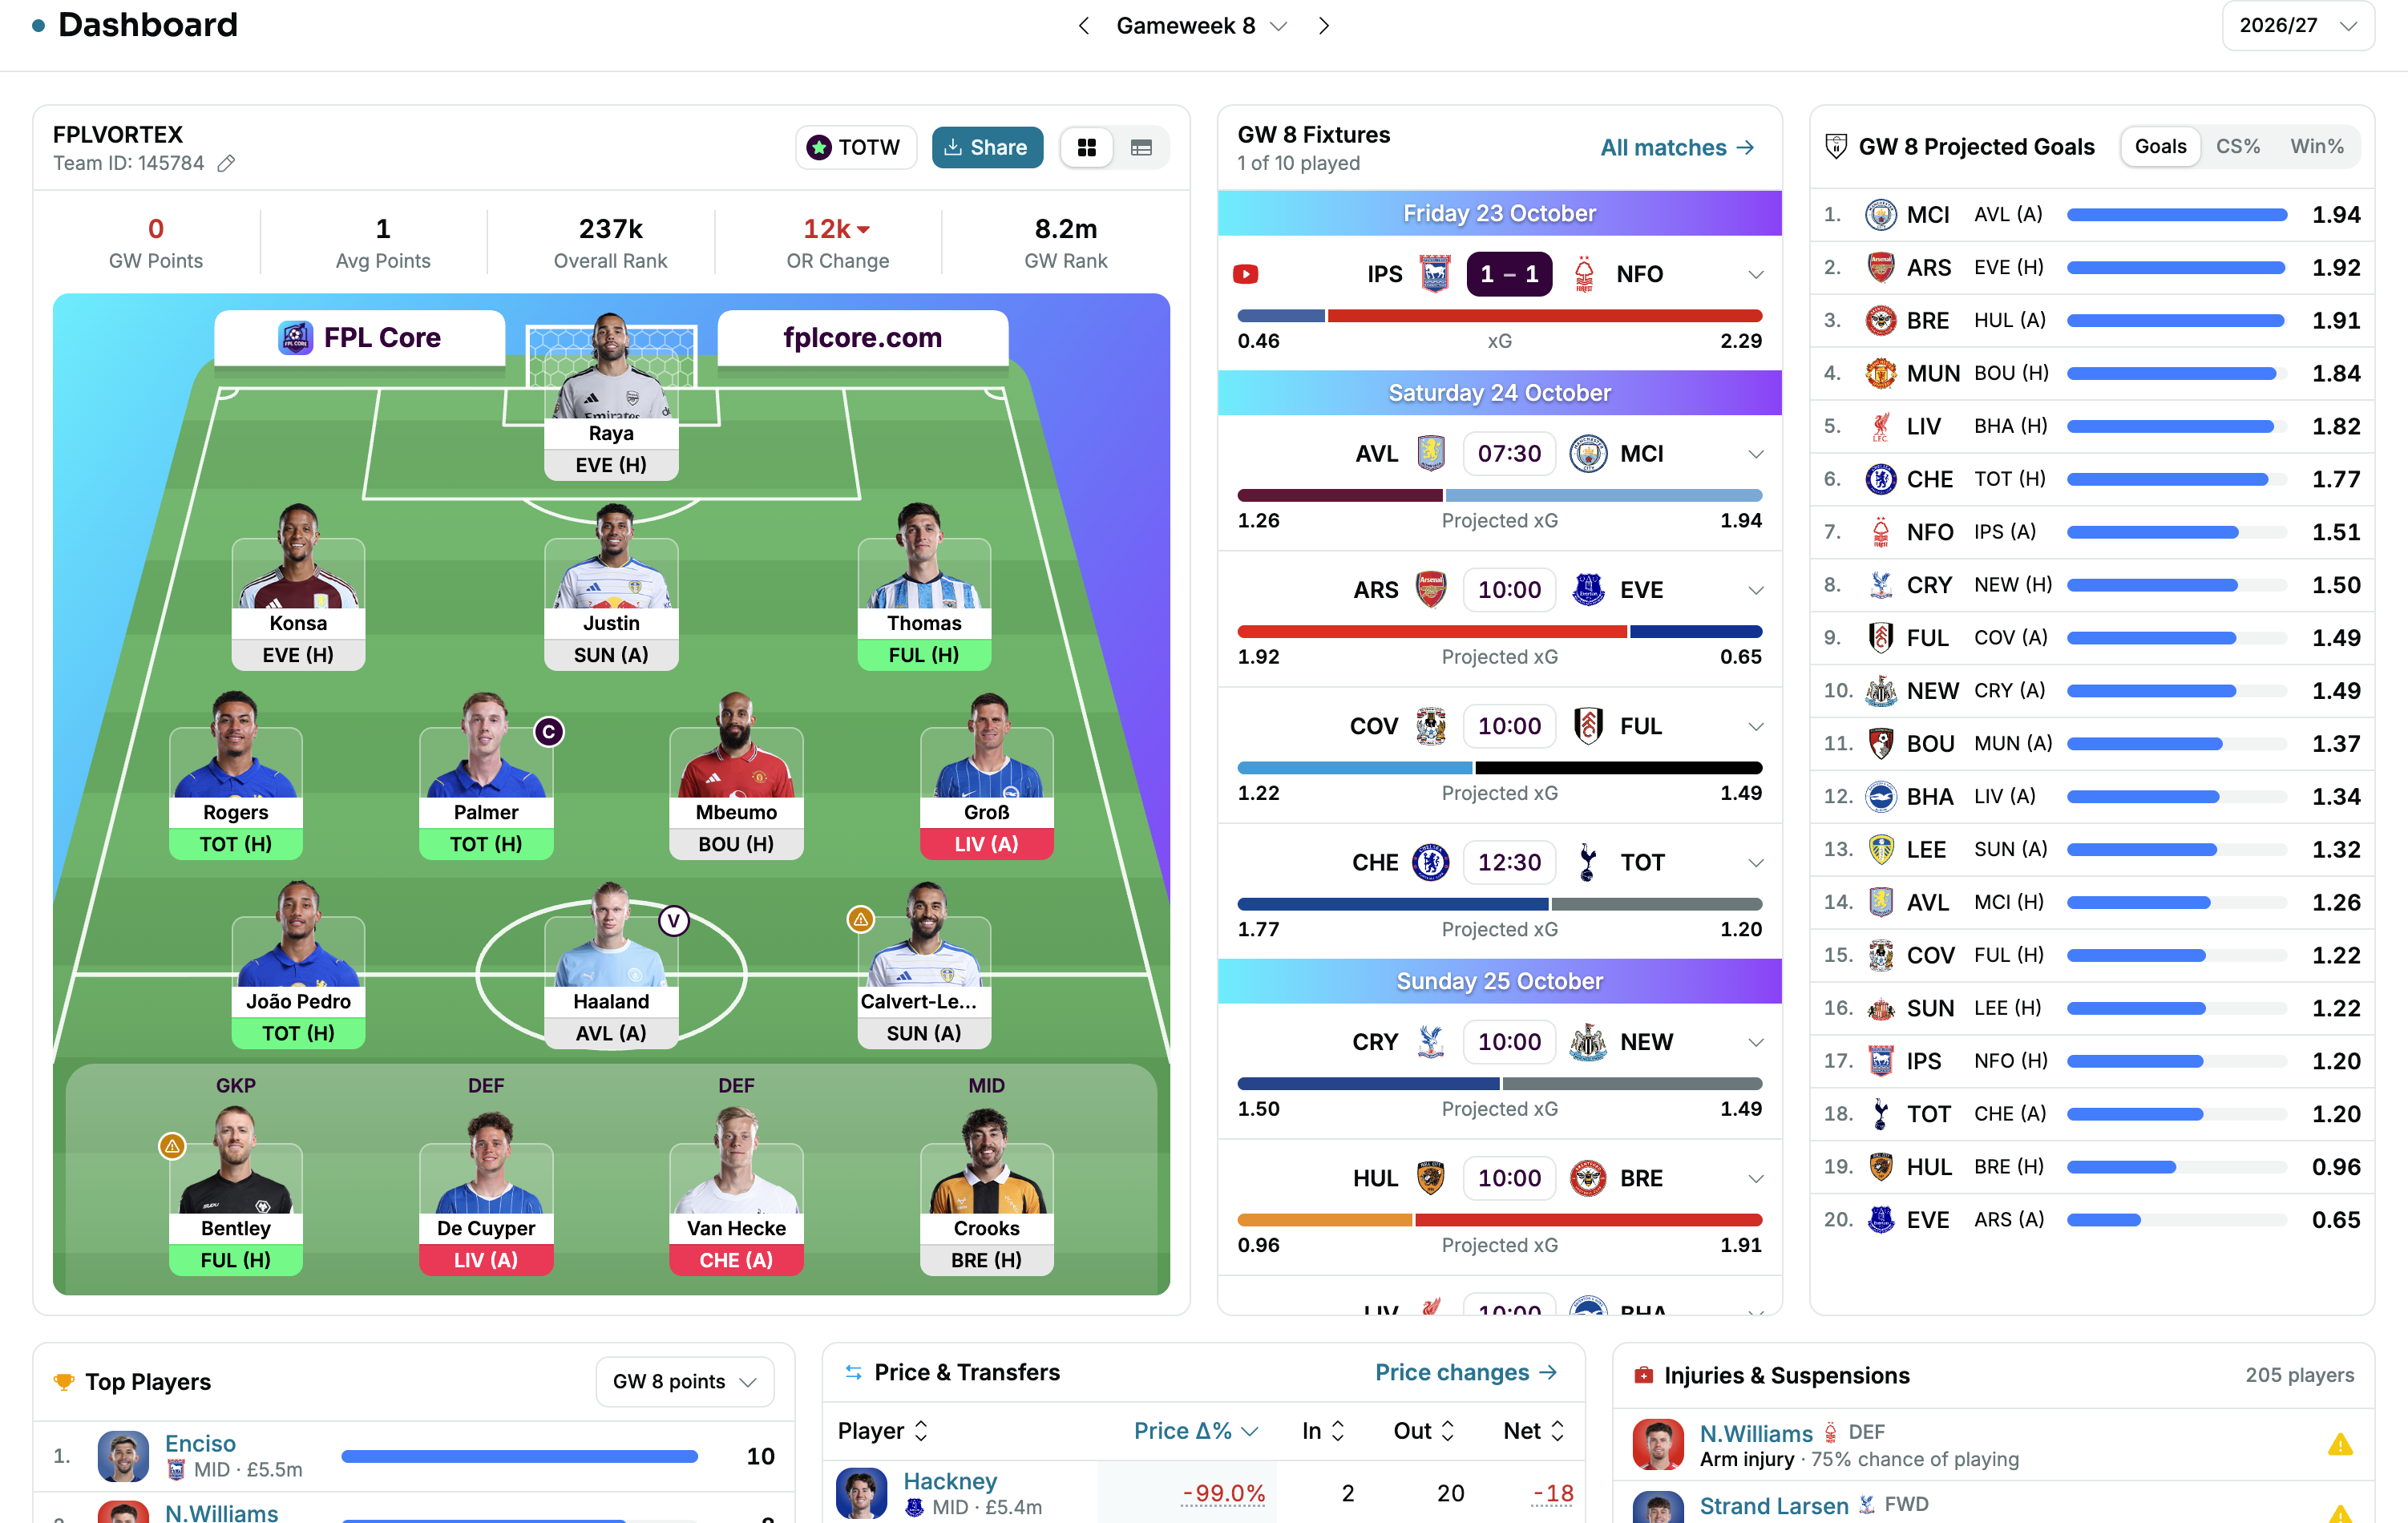 Dashboard
Gameweek 8
2026/27
FPLVORTEX
Team ID: 145784
TOTW
Share
0
GW Points
1
Avg Points
237k
Overall Rank
12k
OR Change
8.2m
GW Rank
FPL Core
fplcore.com
Emirates
Raya
EVE (H)
Konsa
EVE (H)
Justin
SUN (A)
Thomas
FUL (H)
Rogers
TOT (H)
C
Palmer
TOT (H)
Mbeumo
BOU (H)
Groß
LIV (A)
João Pedro
TOT (H)
V
Haaland
AVL (A)
Calvert-Le...
SUN (A)
GKP
Bentley
FUL (H)
DEF
De Cuyper
LIV (A)
DEF
Van Hecke
CHE (A)
MID
Crooks
BRE (H)
GW 8 Fixtures
1 of 10 played
All matches
Friday 23 October
IPS 1 – 1 NFO
0.46 xG 2.29
Saturday 24 October
AVL 07:30 MCI
1.26 Projected xG 1.94
ARS 10:00 EVE
1.92 Projected xG 0.65
COV 10:00 FUL
1.22 Projected xG 1.49
CHE 12:30 TOT
1.77 Projected xG 1.20
Sunday 25 October
CRY 10:00 NEW
1.50 Projected xG 1.49
HUL 10:00 BRE
0.96 Projected xG 1.91
LIV 10:00 BHA
GW 8 Projected Goals
Goals CS% Win%
1. MCI AVL (A) 1.94
2. ARS EVE (H) 1.92
3. BRE HUL (A) 1.91
4. MUN BOU (H) 1.84
5. LIV BHA (H) 1.82
6. CHE TOT (H) 1.77
7. NFO IPS (A) 1.51
8. CRY NEW (H) 1.50
9. FUL COV (A) 1.49
10. NEW CRY (A) 1.49
11. BOU MUN (A) 1.37
12. BHA LIV (A) 1.34
13. LEE SUN (A) 1.32
14. AVL MCI (H) 1.26
15. COV FUL (H) 1.22
16. SUN LEE (H) 1.22
17. IPS NFO (H) 1.20
18. TOT CHE (A) 1.20
19. HUL BRE (H) 0.96
20. EVE ARS (A) 0.65
Top Players
GW 8 points
1. Enciso 10
MID · £5.5m
N.Williams
Price & Transfers
Price changes
Player Price Δ% In Out Net
Hackney
MID · £5.4m
-99.0% 2 20 -18
Injuries & Suspensions
205 players
N.Williams DEF
Arm injury · 75% chance of playing
Strand Larsen FWD